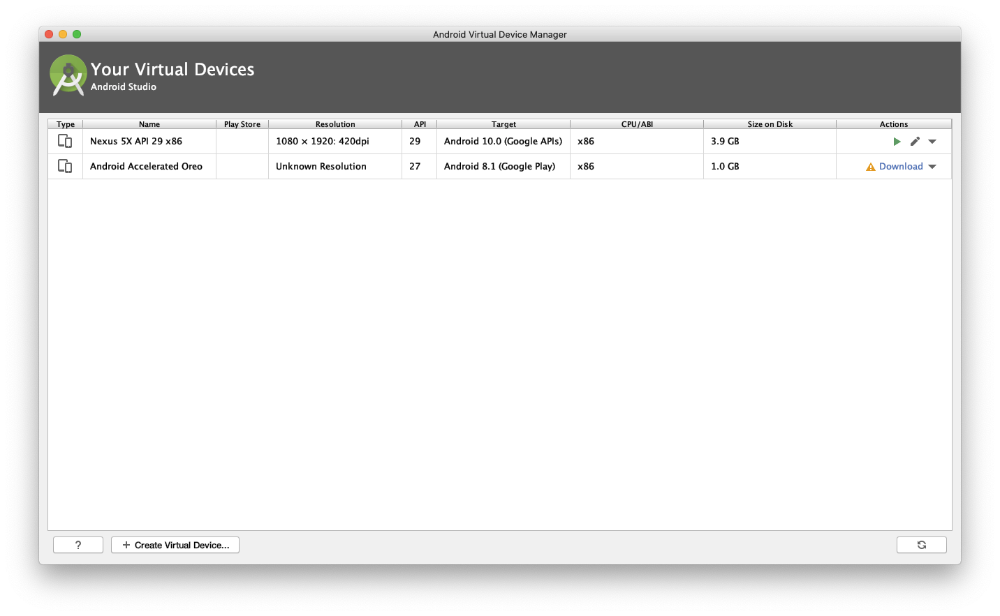 Android Virtual Device Manager
Your Virtual Devices
Android Studio
Type Name Play Store Resolution API Target CPU/ABI Size on Disk Actions
Nexus 5X API 29 x86 1080 × 1920: 420dpi 29 Android 10.0 (Google APIs) x86 3.9 GB
Android Accelerated Oreo Unknown Resolution 27 Android 8.1 (Google Play) x86 1.0 GB Download
? + Create Virtual Device...